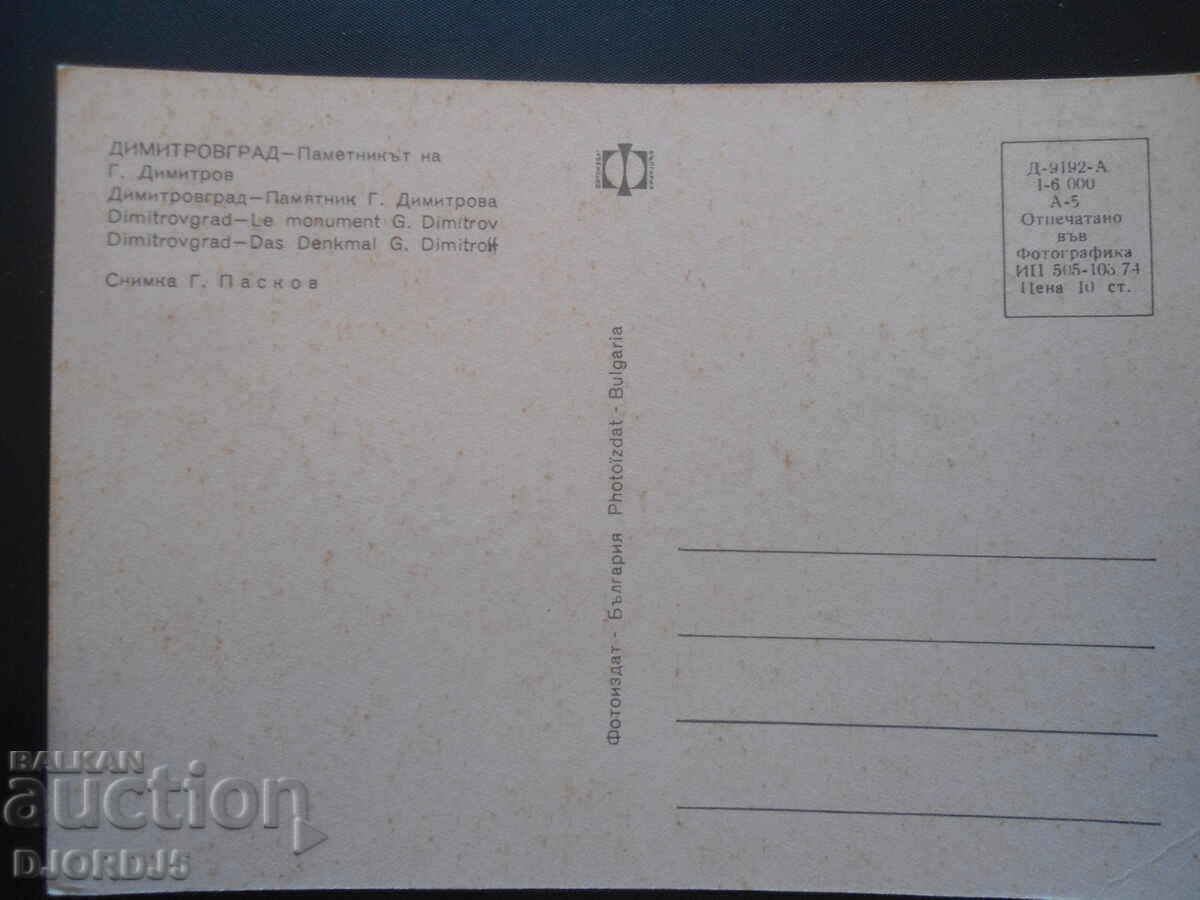 ДИМИТРОВГРАД—Паметникът на
Г. Димитров
Димитровград—Памятник Г. Димитрова
Dimitrovgrad—Le monument G. Dimitrov
Dimitrovgrad—Das Denkmal G. Dimitroff
Снимка Г. Пасков
Д-9192-А
1-6 000
А-5
Отпечатано
във
Фотографика
ИП 505-103.74
Цена 10 ст.
Фотоиздат - България Photoïzdat - Bulgaria
BALKAN
auction
DJORDJ5